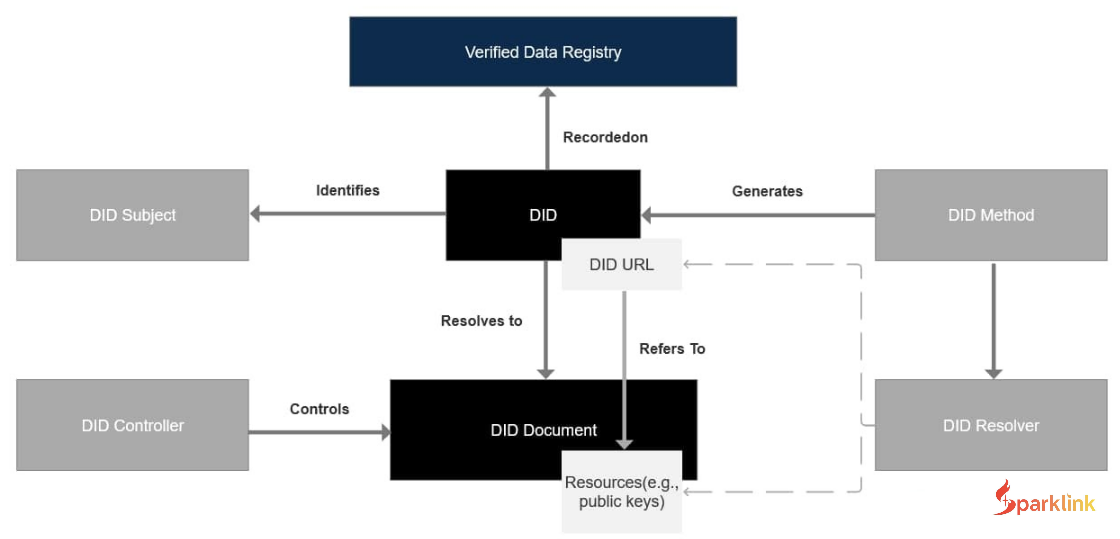 Verified Data Registry
Recordedon
DID Subject
Identifies
DID
Generates
DID Method
DID URL
Resolves to
Refers To
DID Controller
Controls
DID Document
DID Resolver
Resources(e.g.,
public keys)
Sparklink